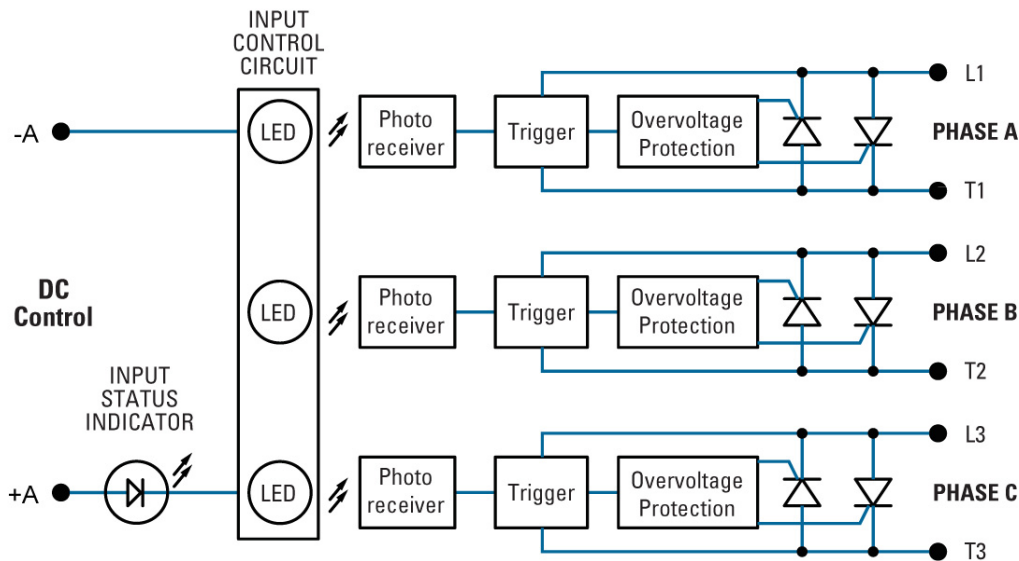 INPUT
CONTROL
CIRCUIT
L1
-A
LED
Photo
receiver
Trigger
Overvoltage
Protection
PHASE A
T1
L2
DC
Control
LED
Photo
receiver
Trigger
Overvoltage
Protection
PHASE B
T2
INPUT
STATUS
INDICATOR
L3
+A
LED
Photo
receiver
Trigger
Overvoltage
Protection
PHASE C
T3